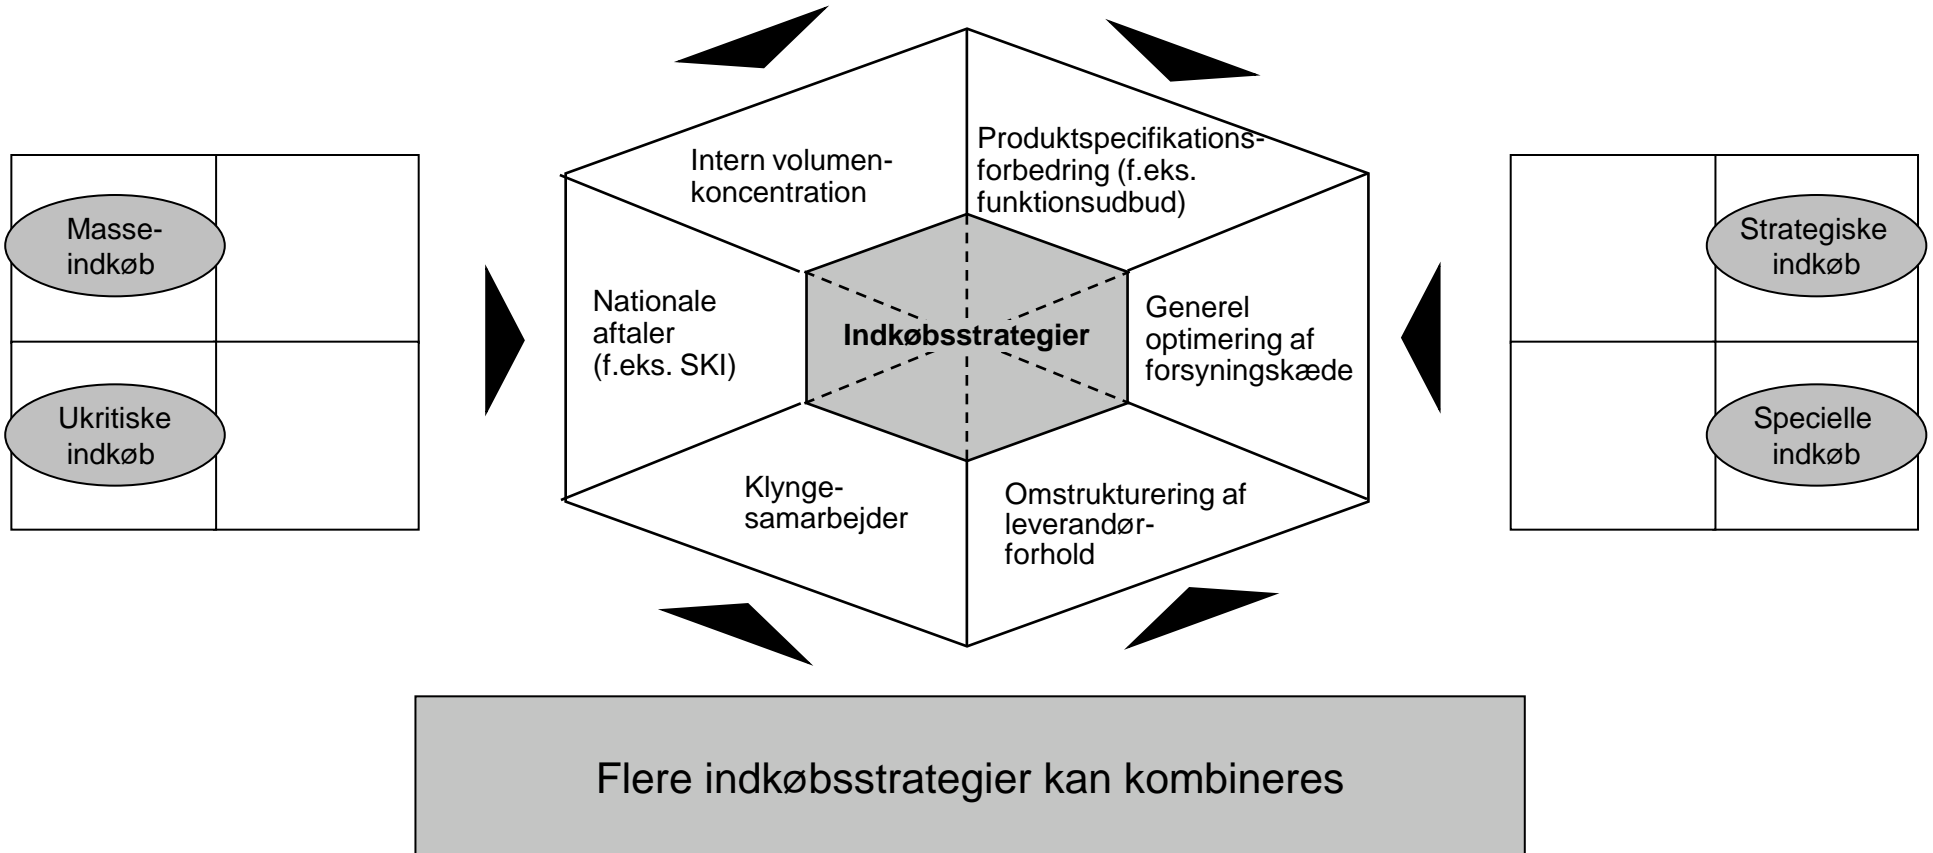 Masse-
indkøb
Ukritiske
indkøb
Intern volumen-
koncentration
Produktspecifikations-
forbedring (f.eks.
funktionsudbud)
Nationale
aftaler
(f.eks. SKI)
Indkøbsstrategier
Generel
optimering af
forsyningskæde
Klynge-
samarbejder
Omstrukturering af
leverandør-
forhold
Strategiske
indkøb
Specielle
indkøb
Flere indkøbsstrategier kan kombineres